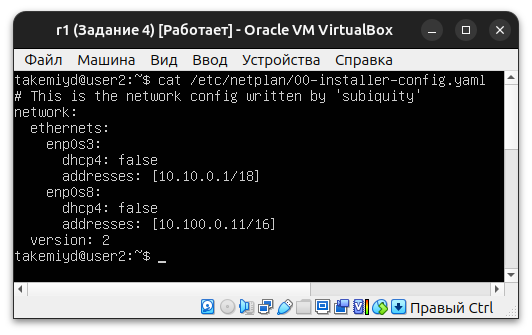 r1 (Задание 4) [Работает] - Oracle VM VirtualBox
Файл Машина Вид Ввод Устройства Справка
takemiyd@user2:~$ cat /etc/netplan/00-installer-config.yaml
# This is the network config written by 'subiquity'
network:
  ethernets:
    enp0s3:
      dhcp4: false
      addresses: [10.10.0.1/18]
    enp0s8:
      dhcp4: false
      addresses: [10.100.0.11/16]
  version: 2
takemiyd@user2:~$ _
Правый Ctrl